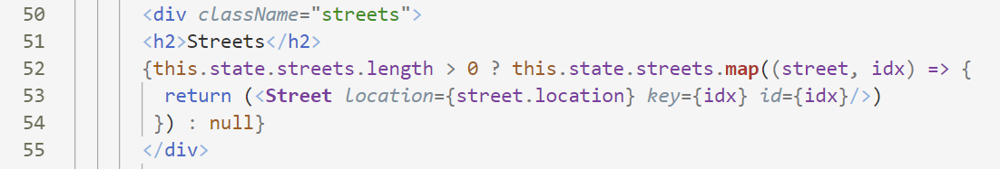 50 <div className="streets">
51 <h2>Streets</h2>
52 {this.state.streets.length > 0 ? this.state.streets.map((street, idx) => {
53 return (<Street location={street.location} key={idx} id={idx}/>)
54 }) : null}
55 </div>